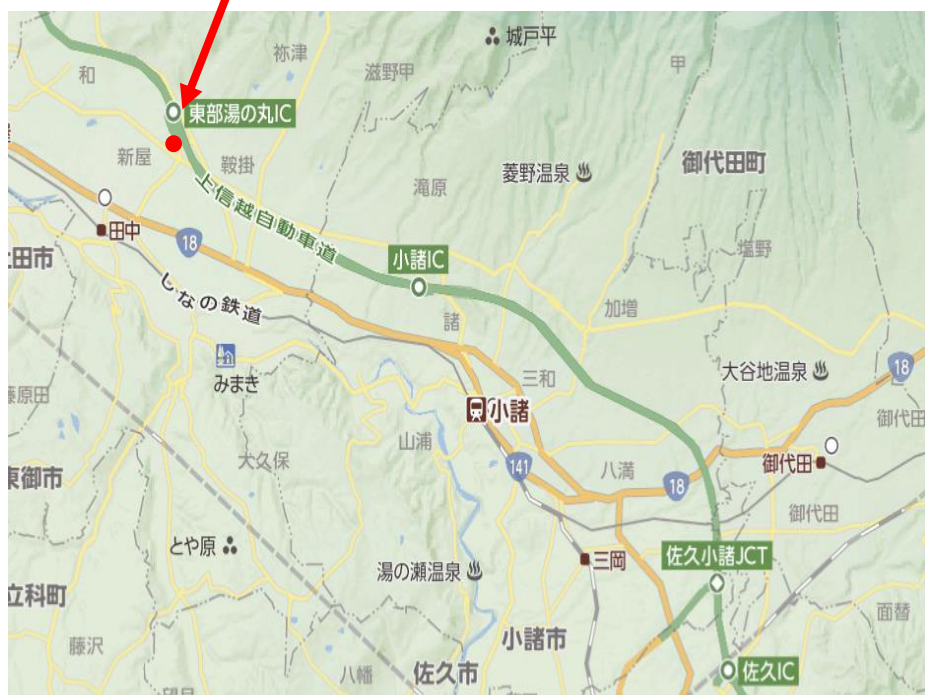 城戸平
祢津
和
滋野甲
甲
東部湯の丸IC
新屋
鞍掛
菱野温泉
御代田町
滝原
上信越自動車道
田中
18
塩野
小諸IC
しなの鉄道
加増
諸
みまき
三和
大谷地温泉
18
小諸
御代田
山浦
大久保
東御市
141
八満
18
御代田
御代田
とや原
佐久小諸JCT
三岡
湯の瀬温泉
立科町
面替
藤沢
小諸市
八幡
佐久市
佐久IC